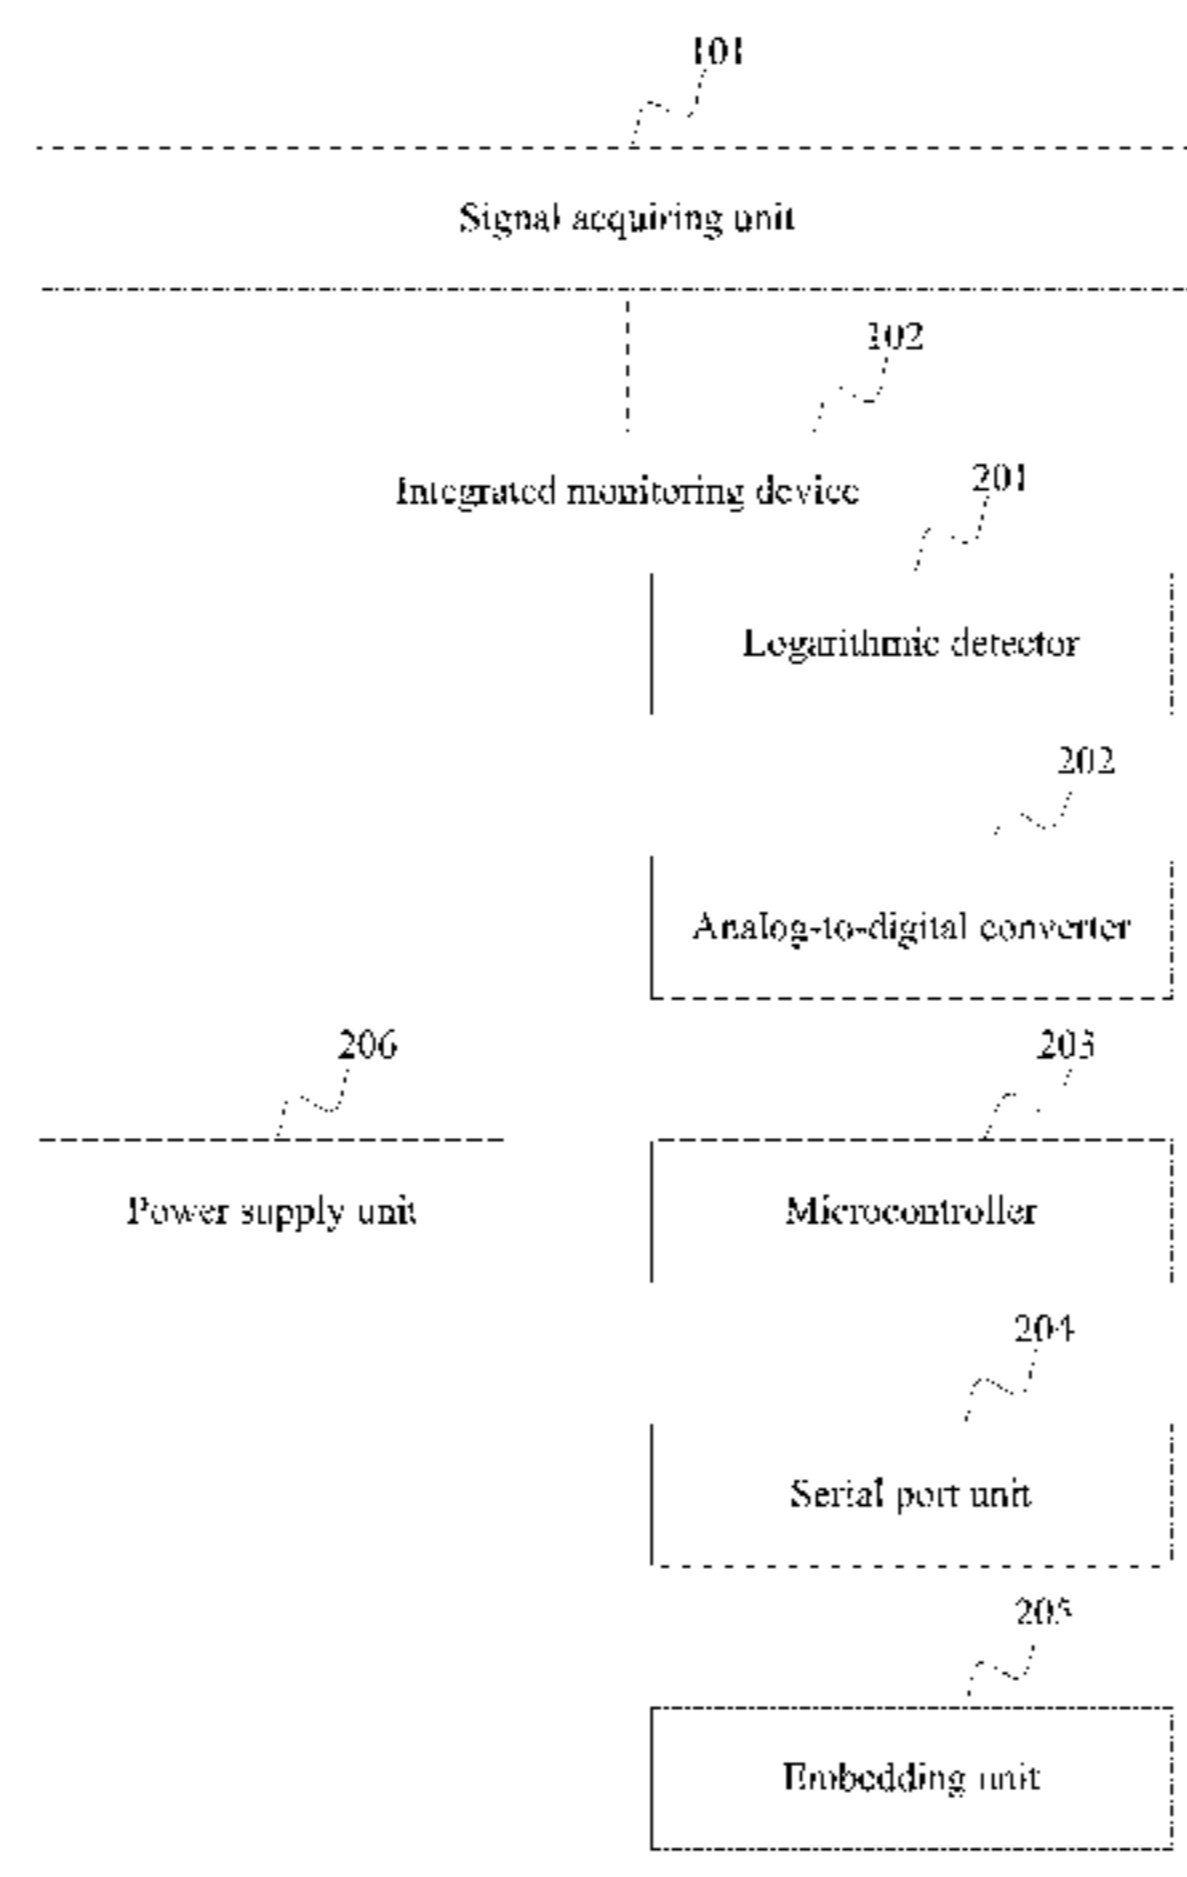 101
Signal acquiring unit
102
Integrated monitoring device
201
Logarithmic detector
202
Analog-to-digital converter
206
203
Power supply unit
Microcontroller
204
Serial port unit
205
Embedding unit